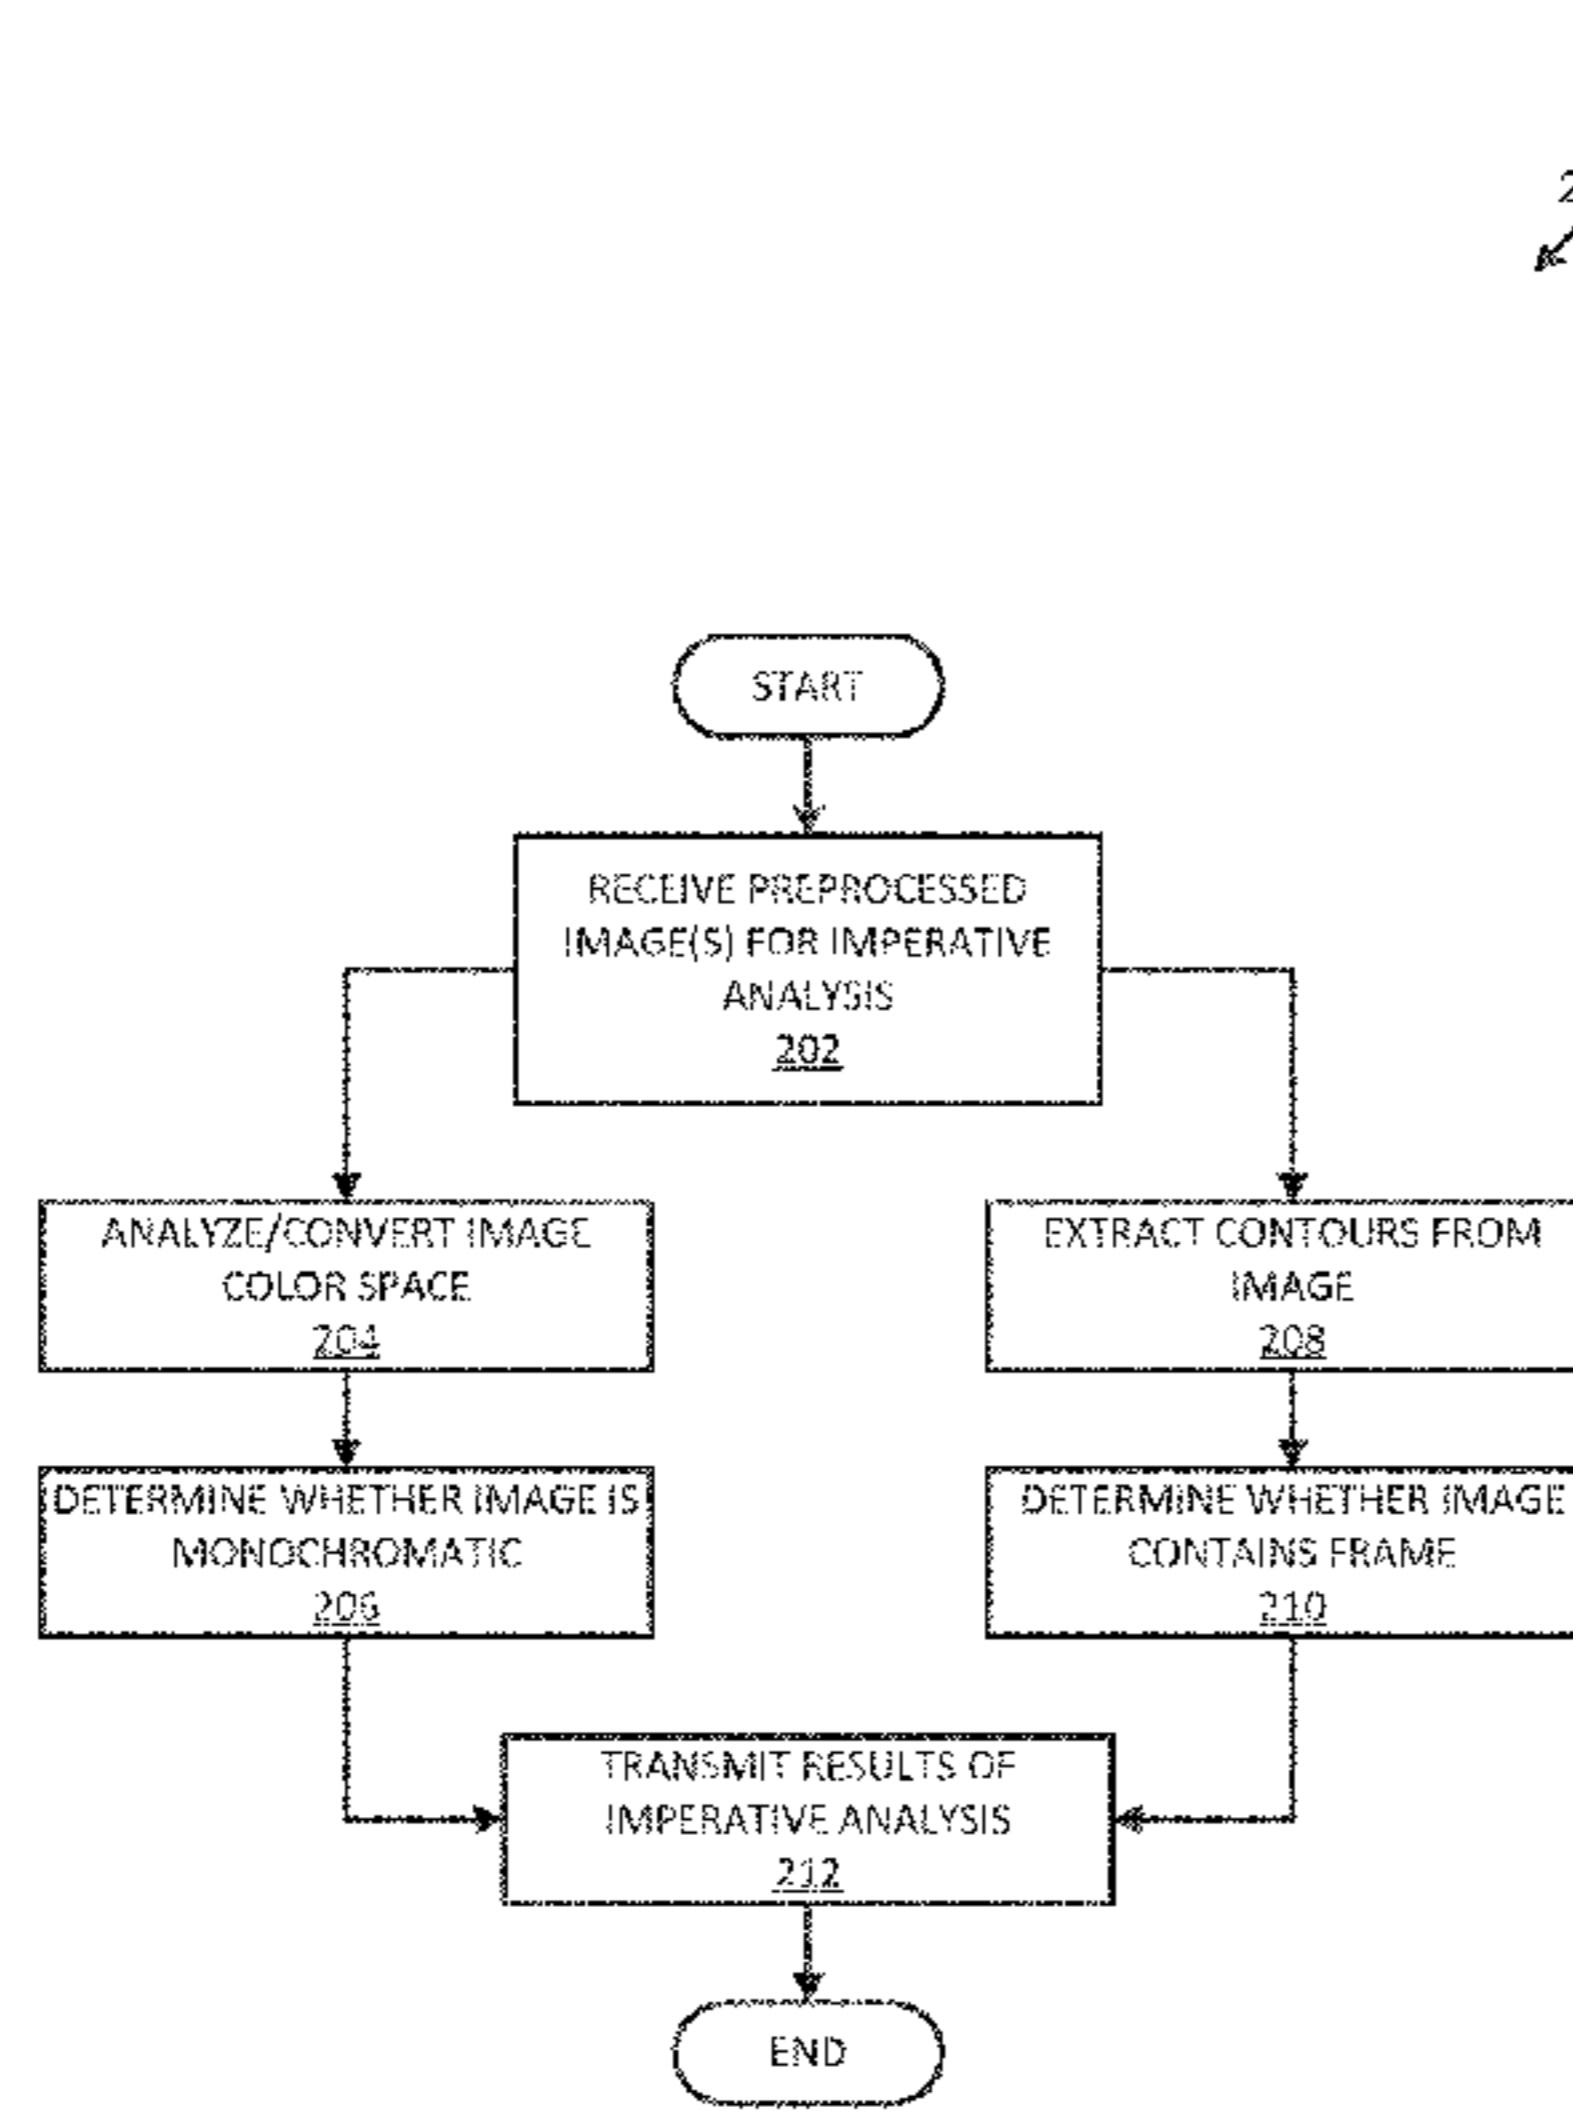 2
START
RECEIVE PREPROCESSED
IMAGE(S) FOR IMPERATIVE
ANALYSIS
202
ANALYZE/CONVERT IMAGE
COLOR SPACE
204
EXTRACT CONTOURS FROM
IMAGE
208
DETERMINE WHETHER IMAGE IS
MONOCHROMATIC
206
DETERMINE WHETHER IMAGE
CONTAINS FRAME
210
TRANSMIT RESULTS OF
IMPERATIVE ANALYSIS
212
END